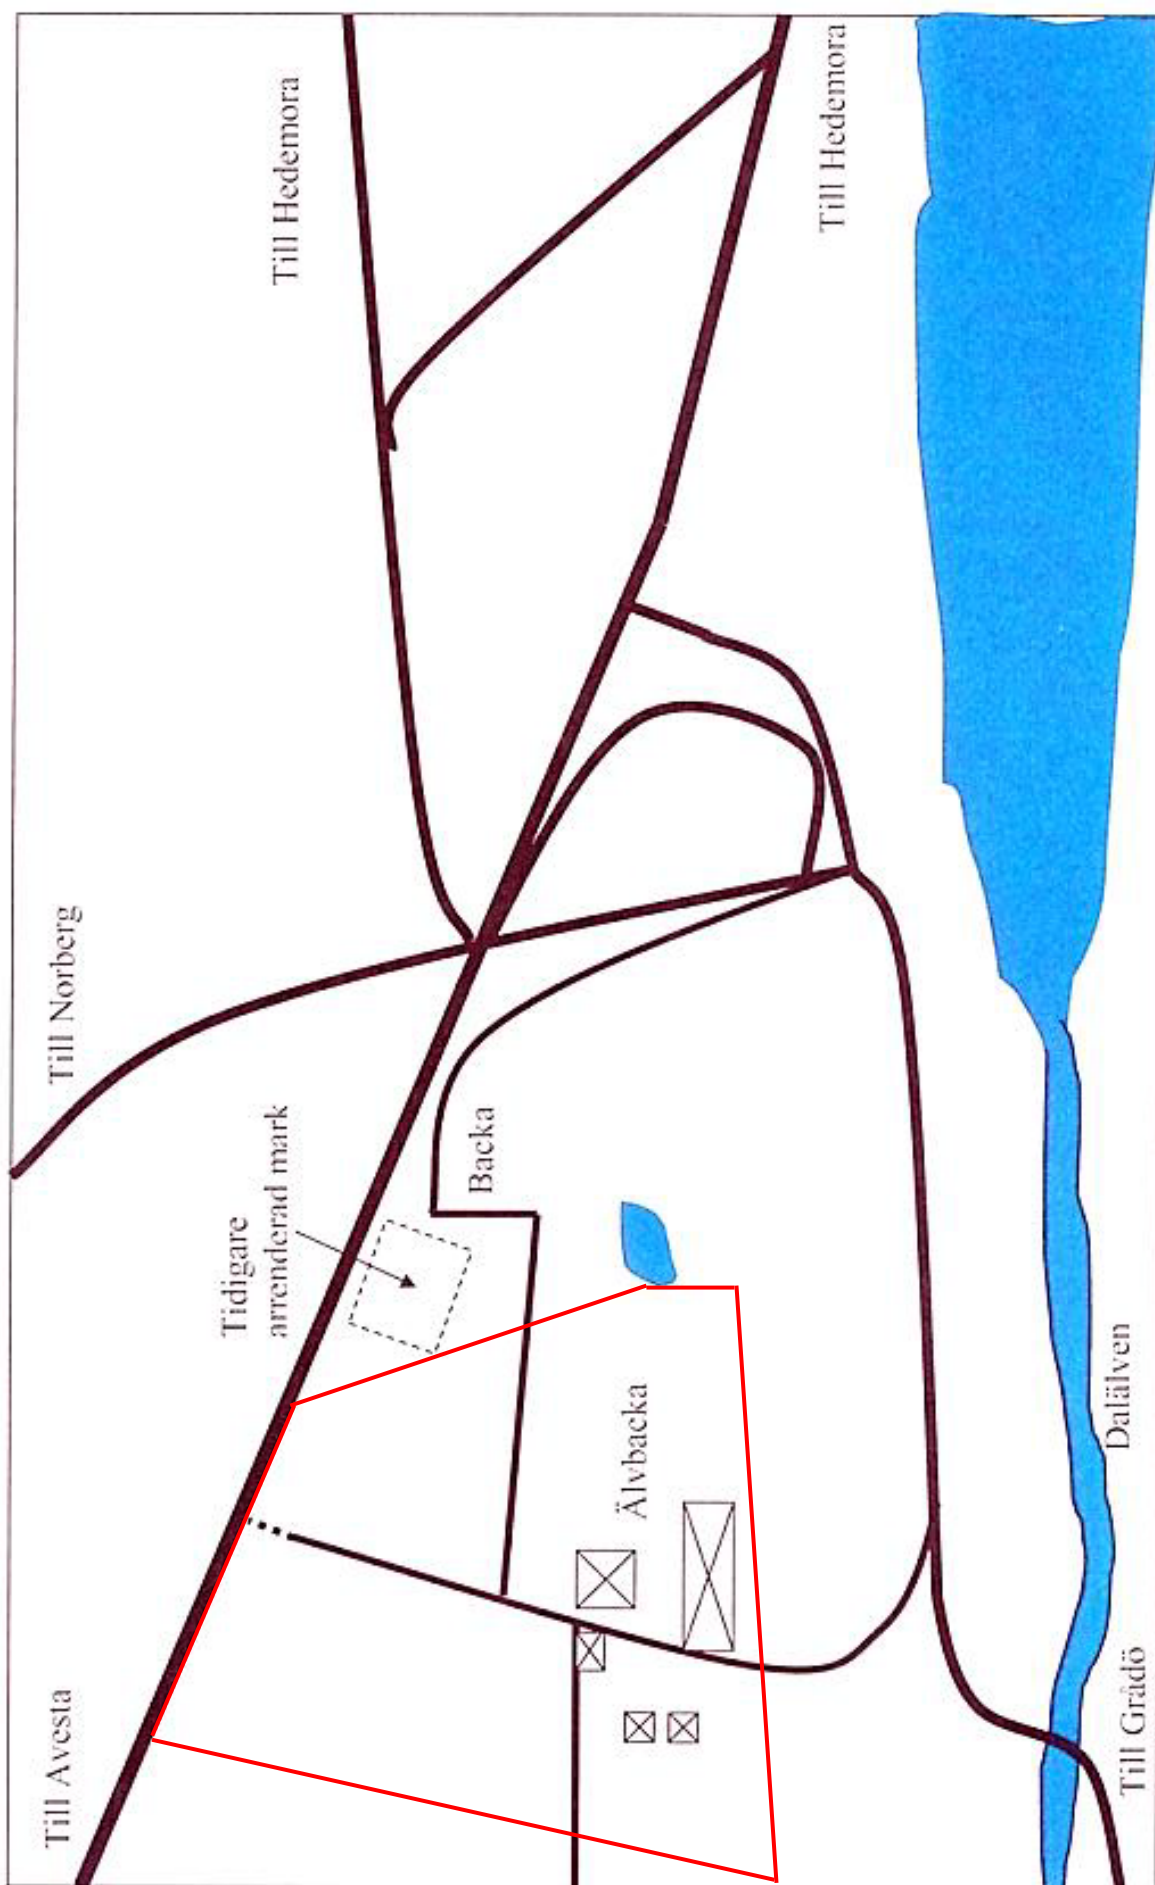 Till Hedemora
Till Hedemora
Till Norberg
Tidigare
arrenderad mark
Backa
Älvbacka
Dalälven
Till Avesta
Till Grådö